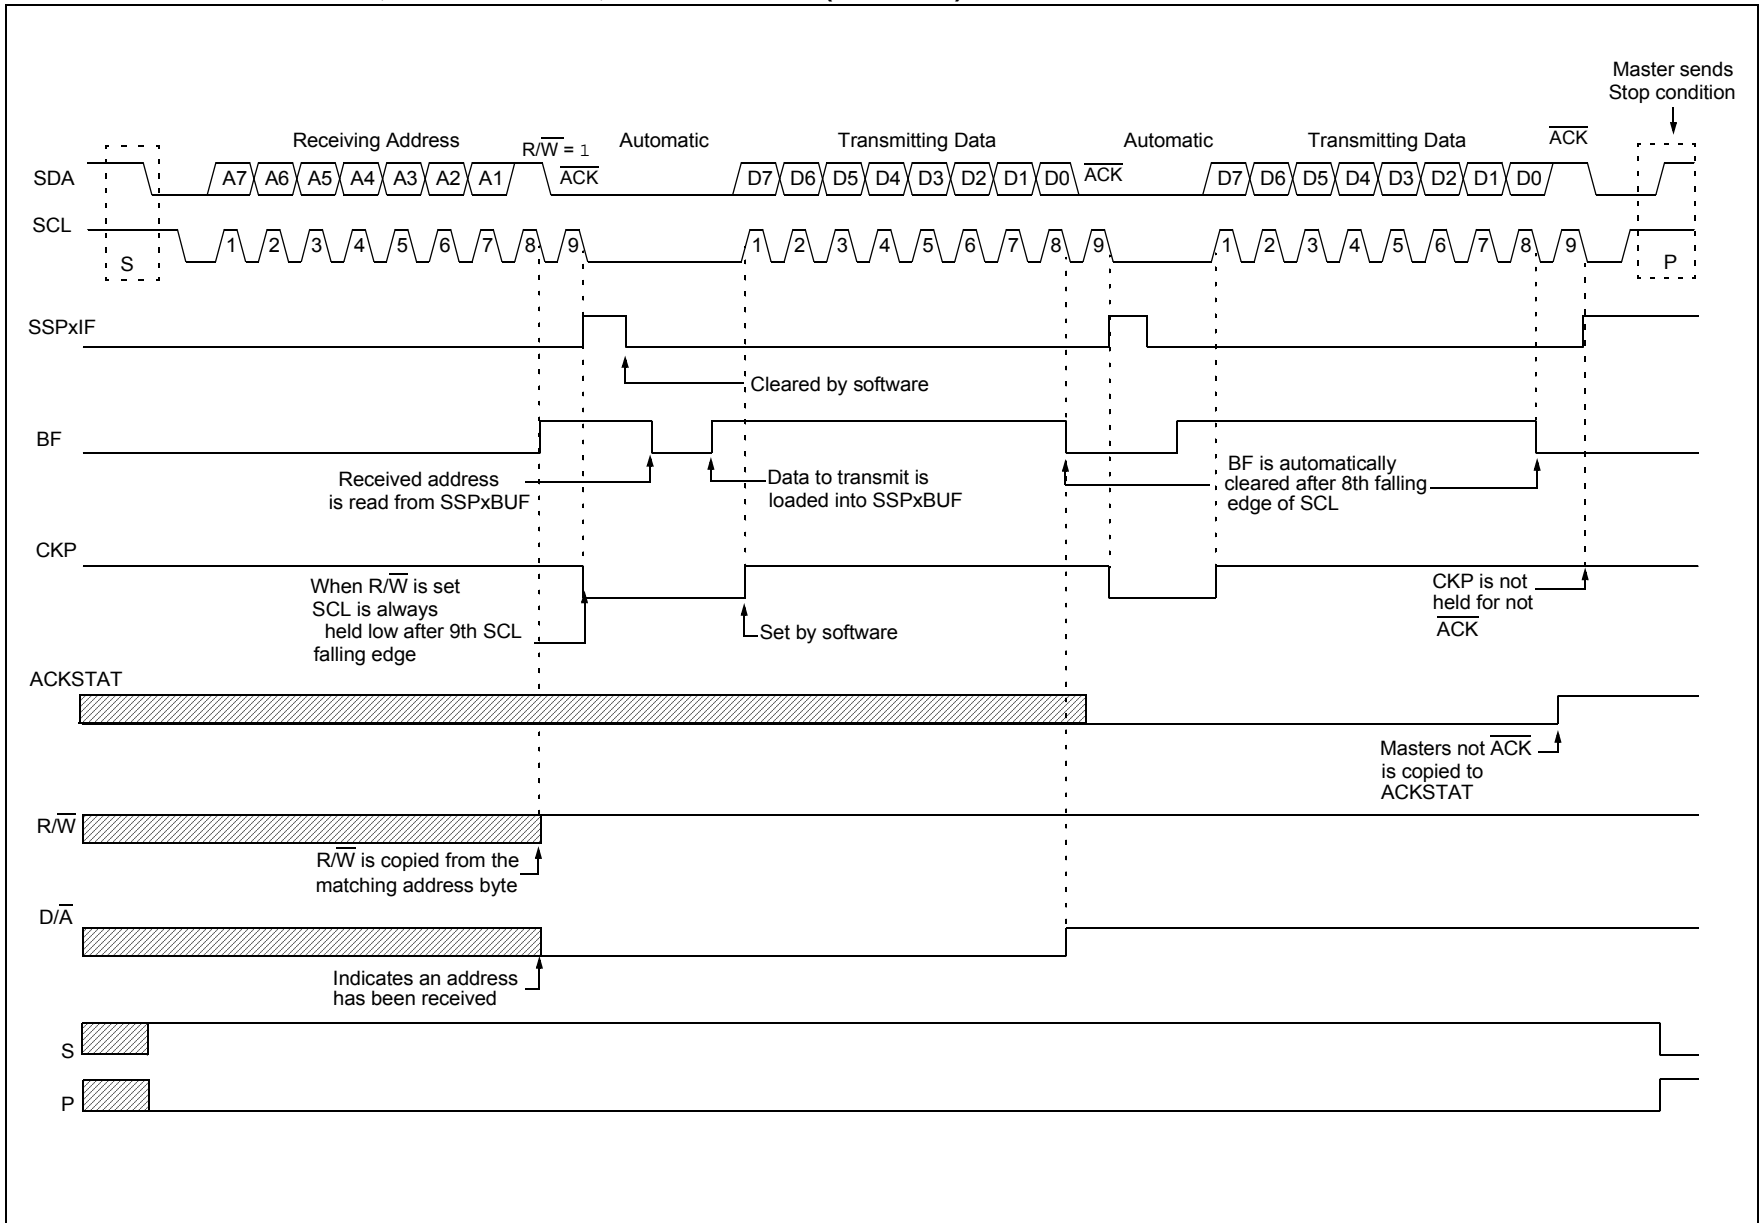 Master sends
Stop condition
Receiving Address
R/W̅ = 1
Automatic
Transmitting Data
Automatic
Transmitting Data
A̅C̅K̅
SDA
A7 A6 A5 A4 A3 A2 A1
A̅C̅K̅
D7 D6 D5 D4 D3 D2 D1 D0
A̅C̅K̅
D7 D6 D5 D4 D3 D2 D1 D0
SCL
S
1 2 3 4 5 6 7 8 9
1 2 3 4 5 6 7 8 9
1 2 3 4 5 6 7 8 9
P
SSPxIF
Cleared by software
BF
Received address
is read from SSPxBUF
Data to transmit is
loaded into SSPxBUF
BF is automatically
cleared after 8th falling
edge of SCL
CKP
When R/W̅ is set
SCL is always
held low after 9th SCL
falling edge
Set by software
CKP is not
held for not
A̅C̅K̅
ACKSTAT
Masters not A̅C̅K̅
is copied to
ACKSTAT
R/W̅
R/W̅ is copied from the
matching address byte
D/A̅
Indicates an address
has been received
S
P